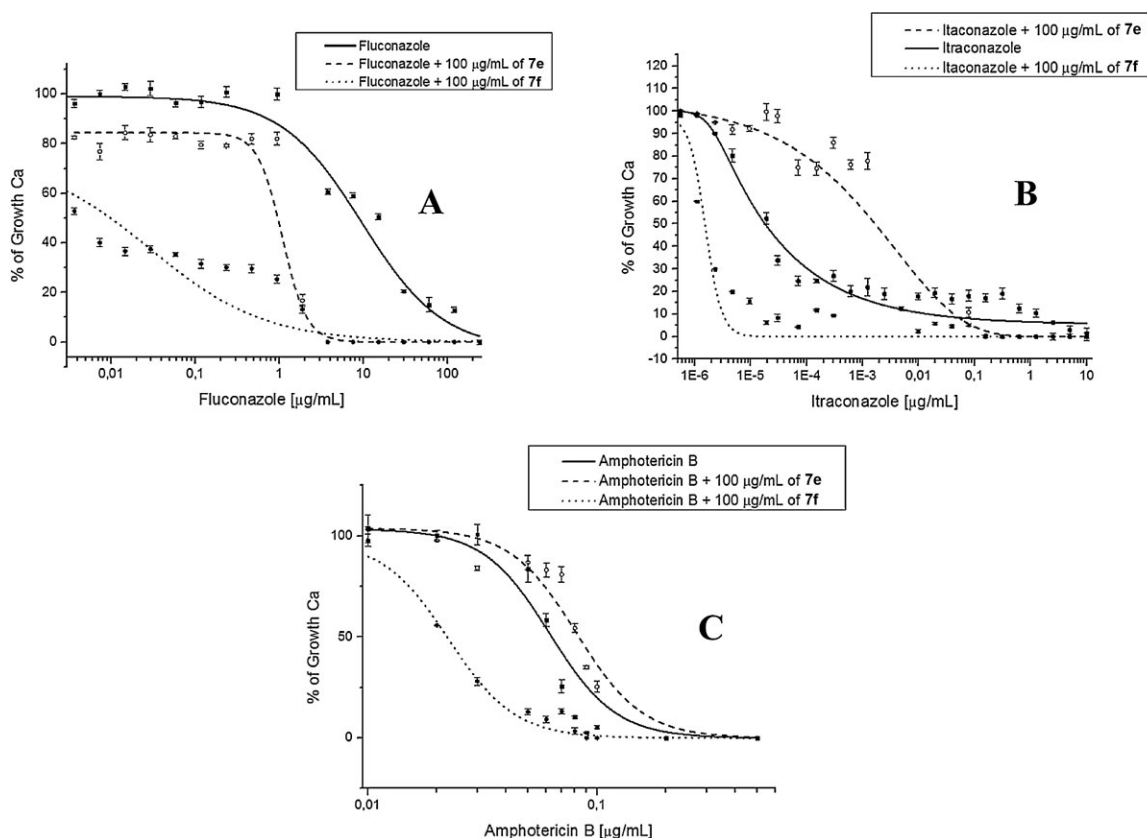 Fluconazole
Fluconazole + 100 µg/mL of 7e
Fluconazole + 100 µg/mL of 7f
A
% of Growth Ca
100
80
60
40
20
0
0,01
0,1
1
10
100
Fluconazole [µg/mL]
Itaconazole + 100 µg/mL of 7e
Itraconazole
Itaconazole + 100 µg/mL of 7f
B
% of Growth Ca
110
100
90
80
70
60
50
40
30
20
10
0
-10
1E-6
1E-5
1E-4
1E-3
0,01
0,1
1
10
Itraconazole [µg/mL]
Amphotericin B
Amphotericin B + 100 µg/mL of 7e
Amphotericin B + 100 µg/mL of 7f
C
% of Growth Ca
100
50
0
0,01
0,1
Amphotericin B [µg/mL]